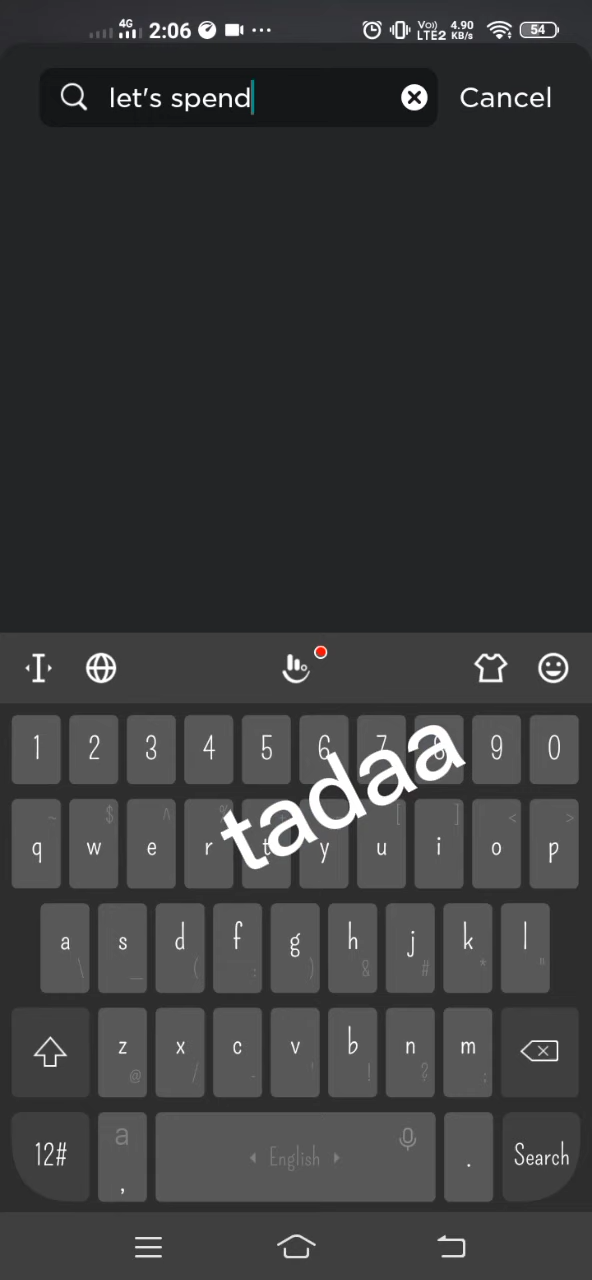 4G 2:06 ... Vo)) LTE2 4.90 KB/s 54
let's spend Cancel
1 2 3 4 5 6 7 8 9 0
tadaa
q w e r t y u i o p
~ $ ^ % [ ] < >
a s d f g h j k l
\ _ ( : ) & # * "
z x c v b n m
@ / - ' ! ? ;
12# a , English . Search